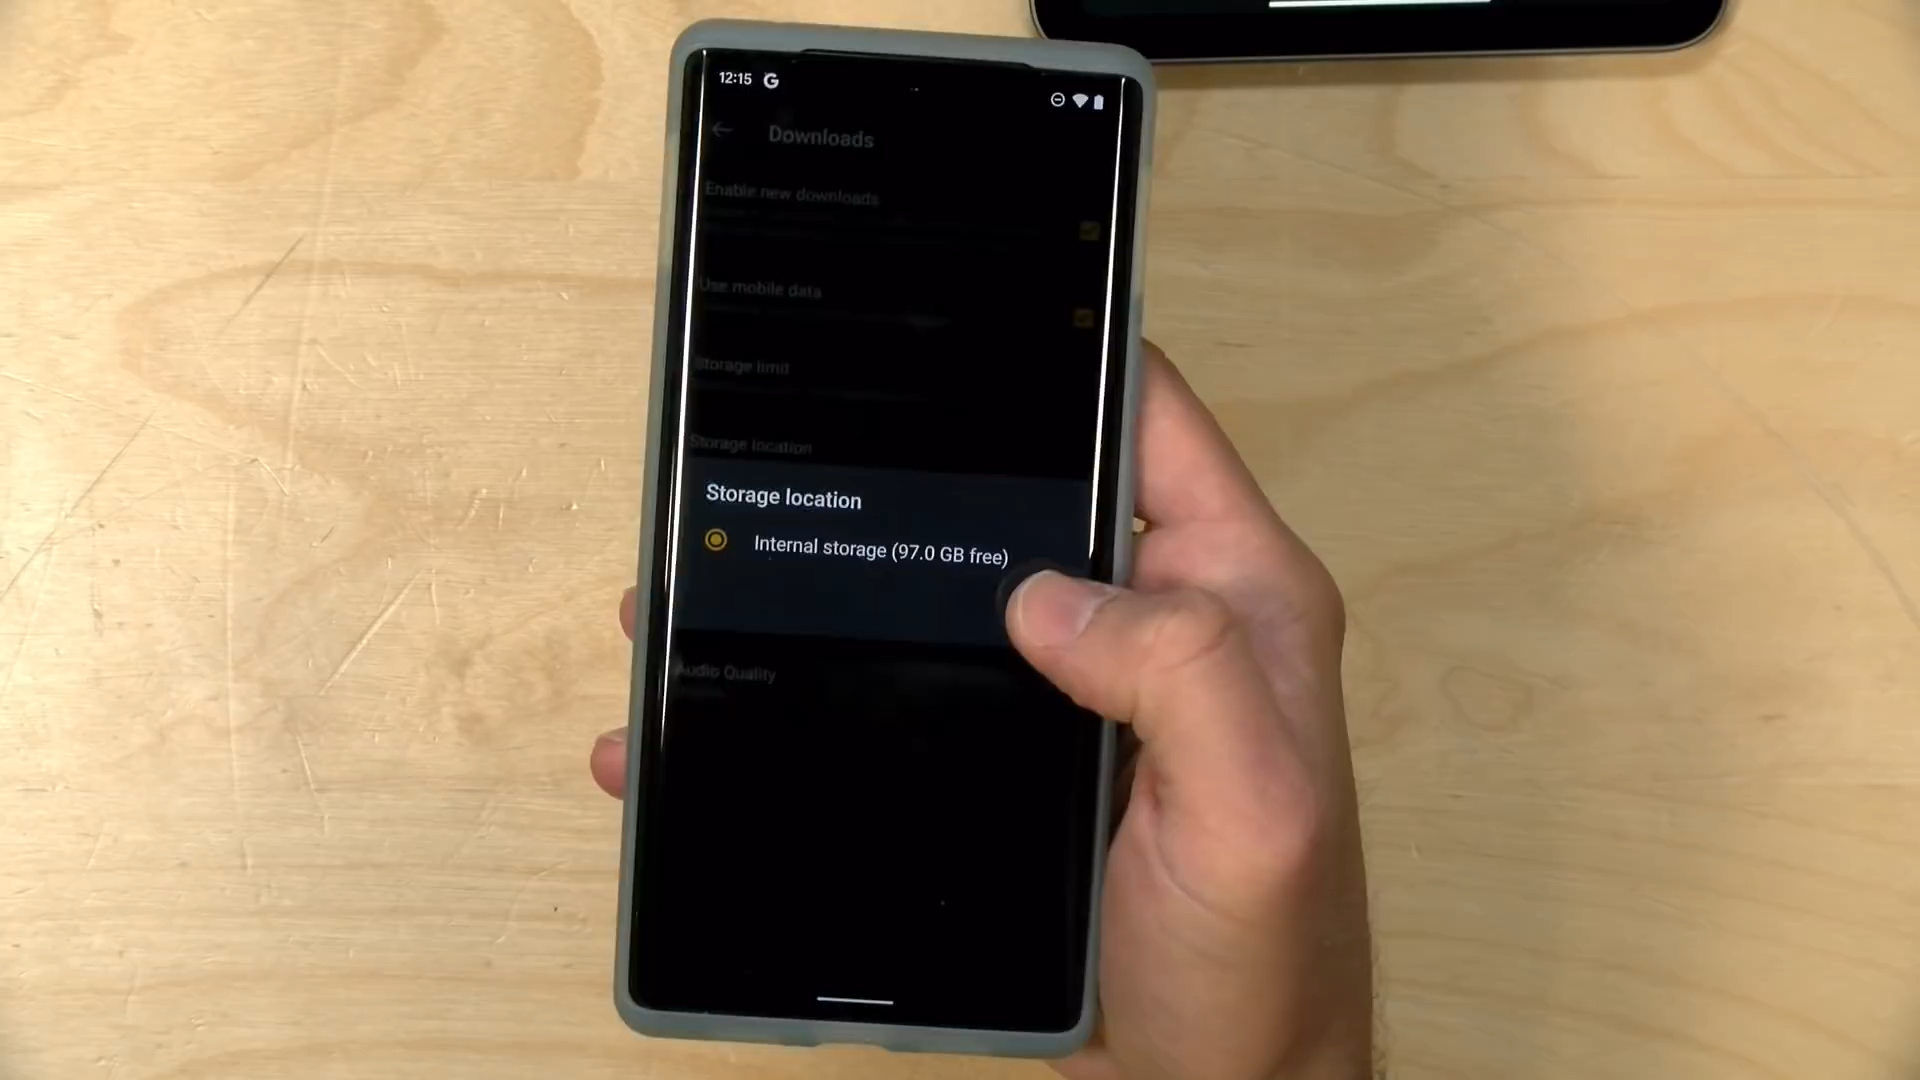 12:15 G
Downloads
Enable new downloads
Use mobile data
Storage limit
Storage location
Storage location
Internal storage (97.0 GB free)
Audio Quality